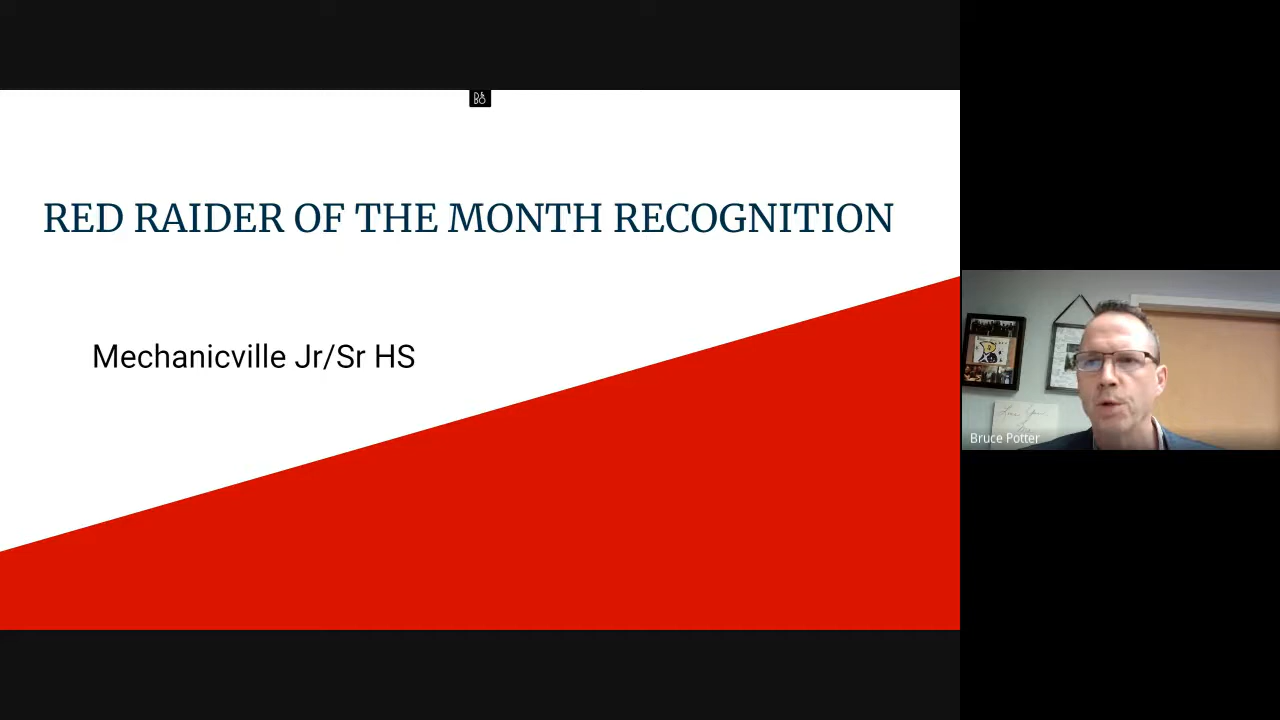 RED RAIDER OF THE MONTH RECOGNITION
Mechanicville Jr/Sr HS
Bruce Potter